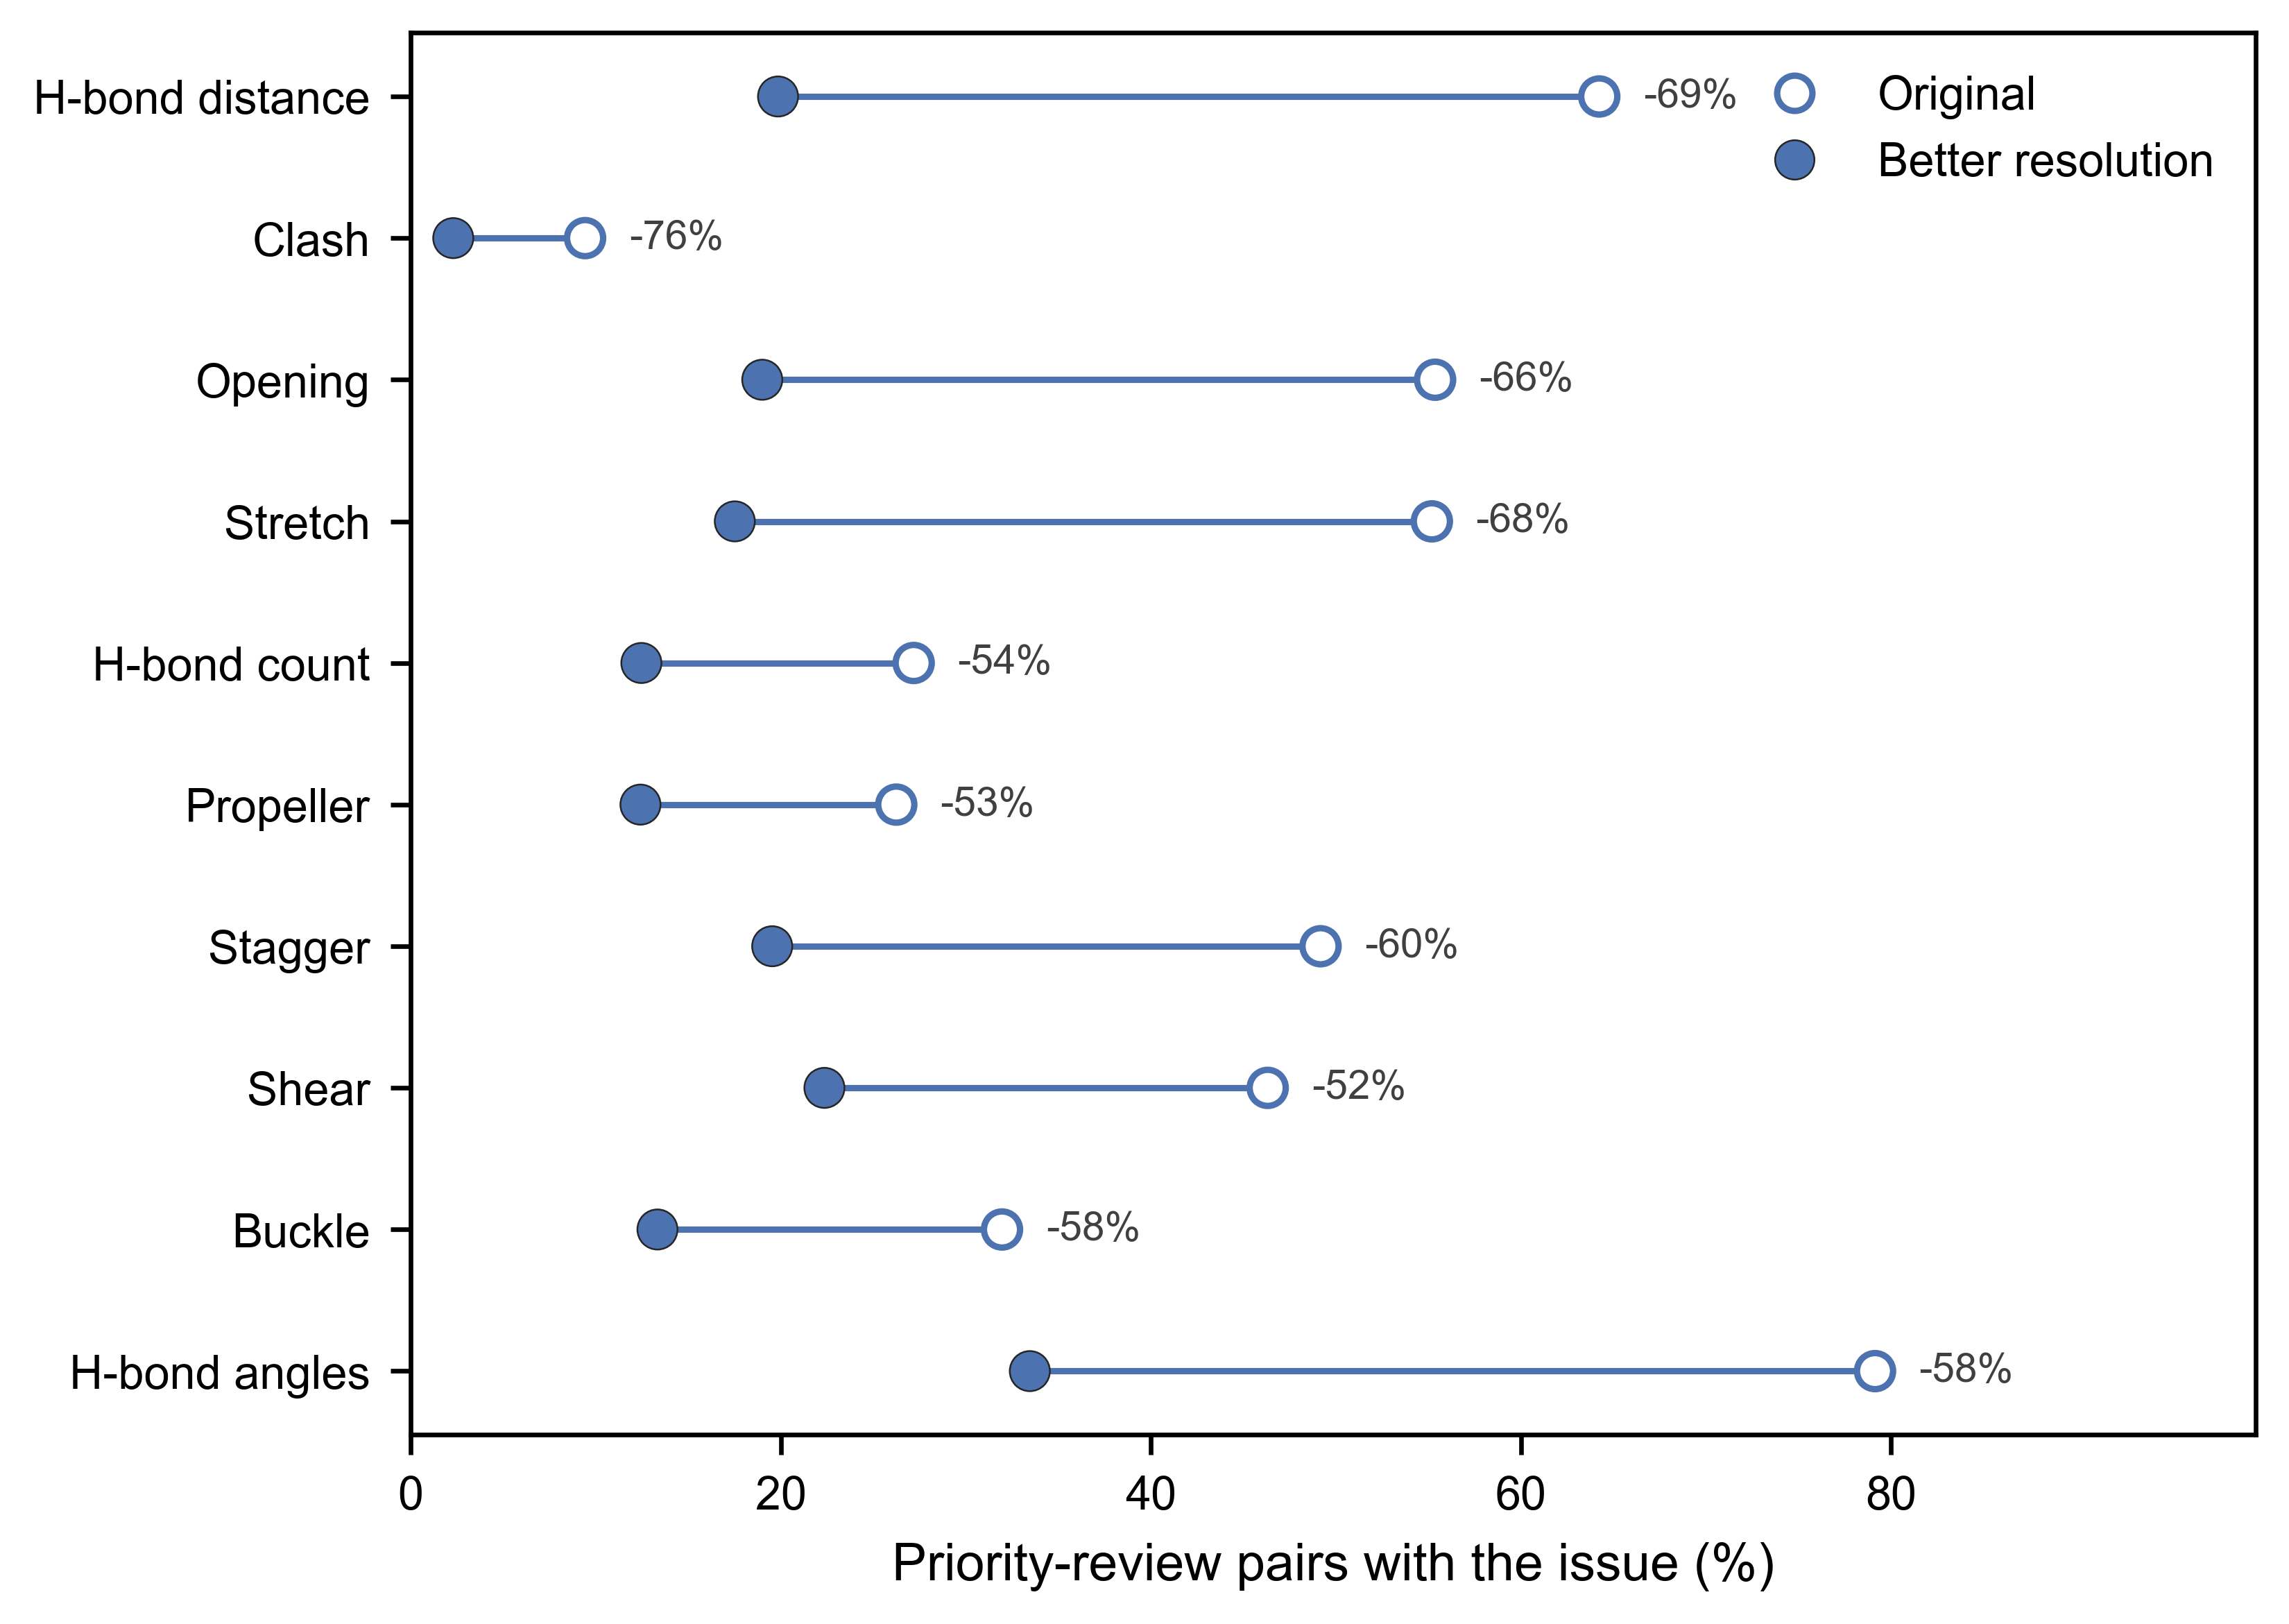 H-bond distance
-69%
Original
Better resolution
Clash
-76%
Opening
-66%
Stretch
-68%
H-bond count
-54%
Propeller
-53%
Stagger
-60%
Shear
-52%
Buckle
-58%
H-bond angles
-58%
0 20 40 60 80
Priority-review pairs with the issue (%)